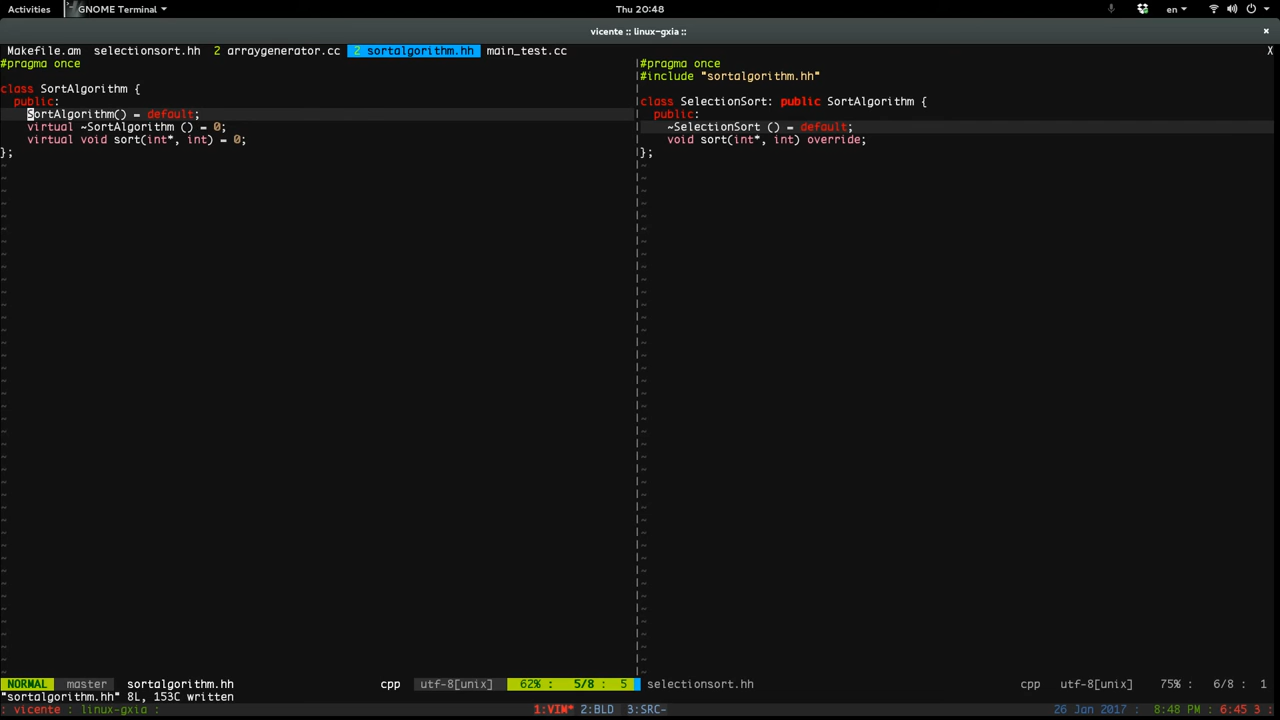 Activities GNOME Terminal Thu 20:48 en
vicente :: linux-gxia ::
Makefile.am selectionsort.hh 2 arraygenerator.cc 2 sortalgorithm.hh main_test.cc X
#pragma once
class SortAlgorithm {
public:
SortAlgorithm() = default;
virtual ~SortAlgorithm () = 0;
virtual void sort(int*, int) = 0;
};
#pragma once
#include "sortalgorithm.hh"
class SelectionSort: public SortAlgorithm {
public:
~SelectionSort () = default;
void sort(int*, int) override;
};
NORMAL master sortalgorithm.hh cpp utf-8[unix] 62% : 5/8 : 5 selectionsort.hh cpp utf-8[unix] 75% : 6/8 : 1
"sortalgorithm.hh" 8L, 153C written
: vicente : linux-gxia : 1:VIM* 2:BLD 3:SRC- 26 Jan 2017 : 8:48 PM : 6:45 3 :